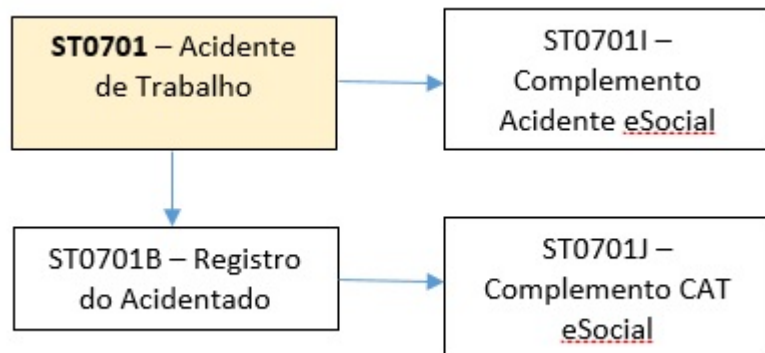 ST0701 – Acidente
de Trabalho
ST0701I –
Complemento
Acidente eSocial
ST0701B – Registro
do Acidentado
ST0701J –
Complemento CAT
eSocial